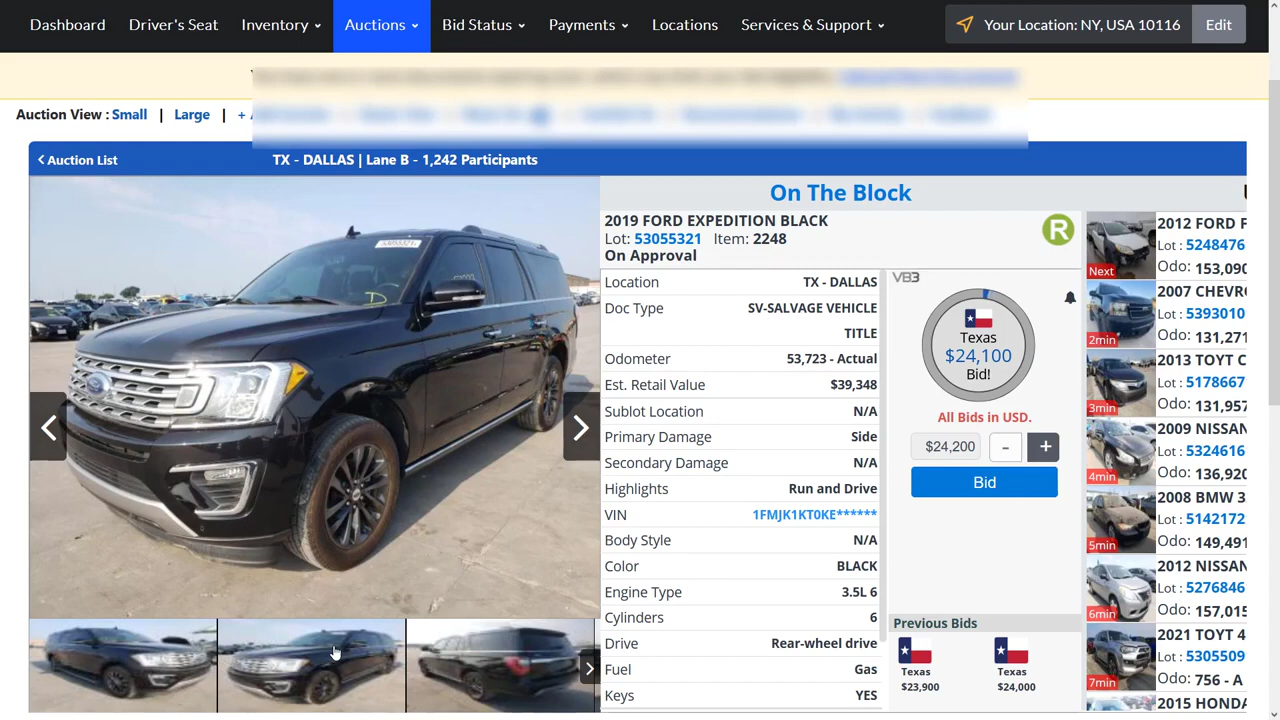 Dashboard Driver's Seat Inventory Auctions Bid Status Payments Locations Services & Support Your Location: NY, USA 10116 Edit
Auction View : Small | Large | +
Auction List TX - DALLAS | Lane B - 1,242 Participants
On The Block
2019 FORD EXPEDITION BLACK
Lot: 53055321 Item: 2248
On Approval
R
Location TX - DALLAS
Doc Type SV-SALVAGE VEHICLE
TITLE
Odometer 53,723 - Actual
Est. Retail Value $39,348
Sublot Location N/A
Primary Damage Side
Secondary Damage N/A
Highlights Run and Drive
VIN 1FMJK1KT0KE******
Body Style N/A
Color BLACK
Engine Type 3.5L 6
Cylinders 6
Drive Rear-wheel drive
Fuel Gas
Keys YES
VB3
Texas
$24,100
Bid!
All Bids in USD.
$24,200 - +
Bid
Previous Bids
Texas Texas
$23,900 $24,000
2012 FORD F
Lot : 5248476
Next Odo: 153,090
2007 CHEVR
Lot : 5393010
2min Odo: 131,271
2013 TOYT C
Lot : 5178667
3min Odo: 131,957
2009 NISSAN
Lot : 5324616
4min Odo: 136,920
2008 BMW 3
Lot : 5142172
5min Odo: 149,491
2012 NISSAN
Lot : 5276846
6min Odo: 157,015
2021 TOYT 4
Lot : 5305509
7min Odo: 756 - A
2015 HONDA
53055321